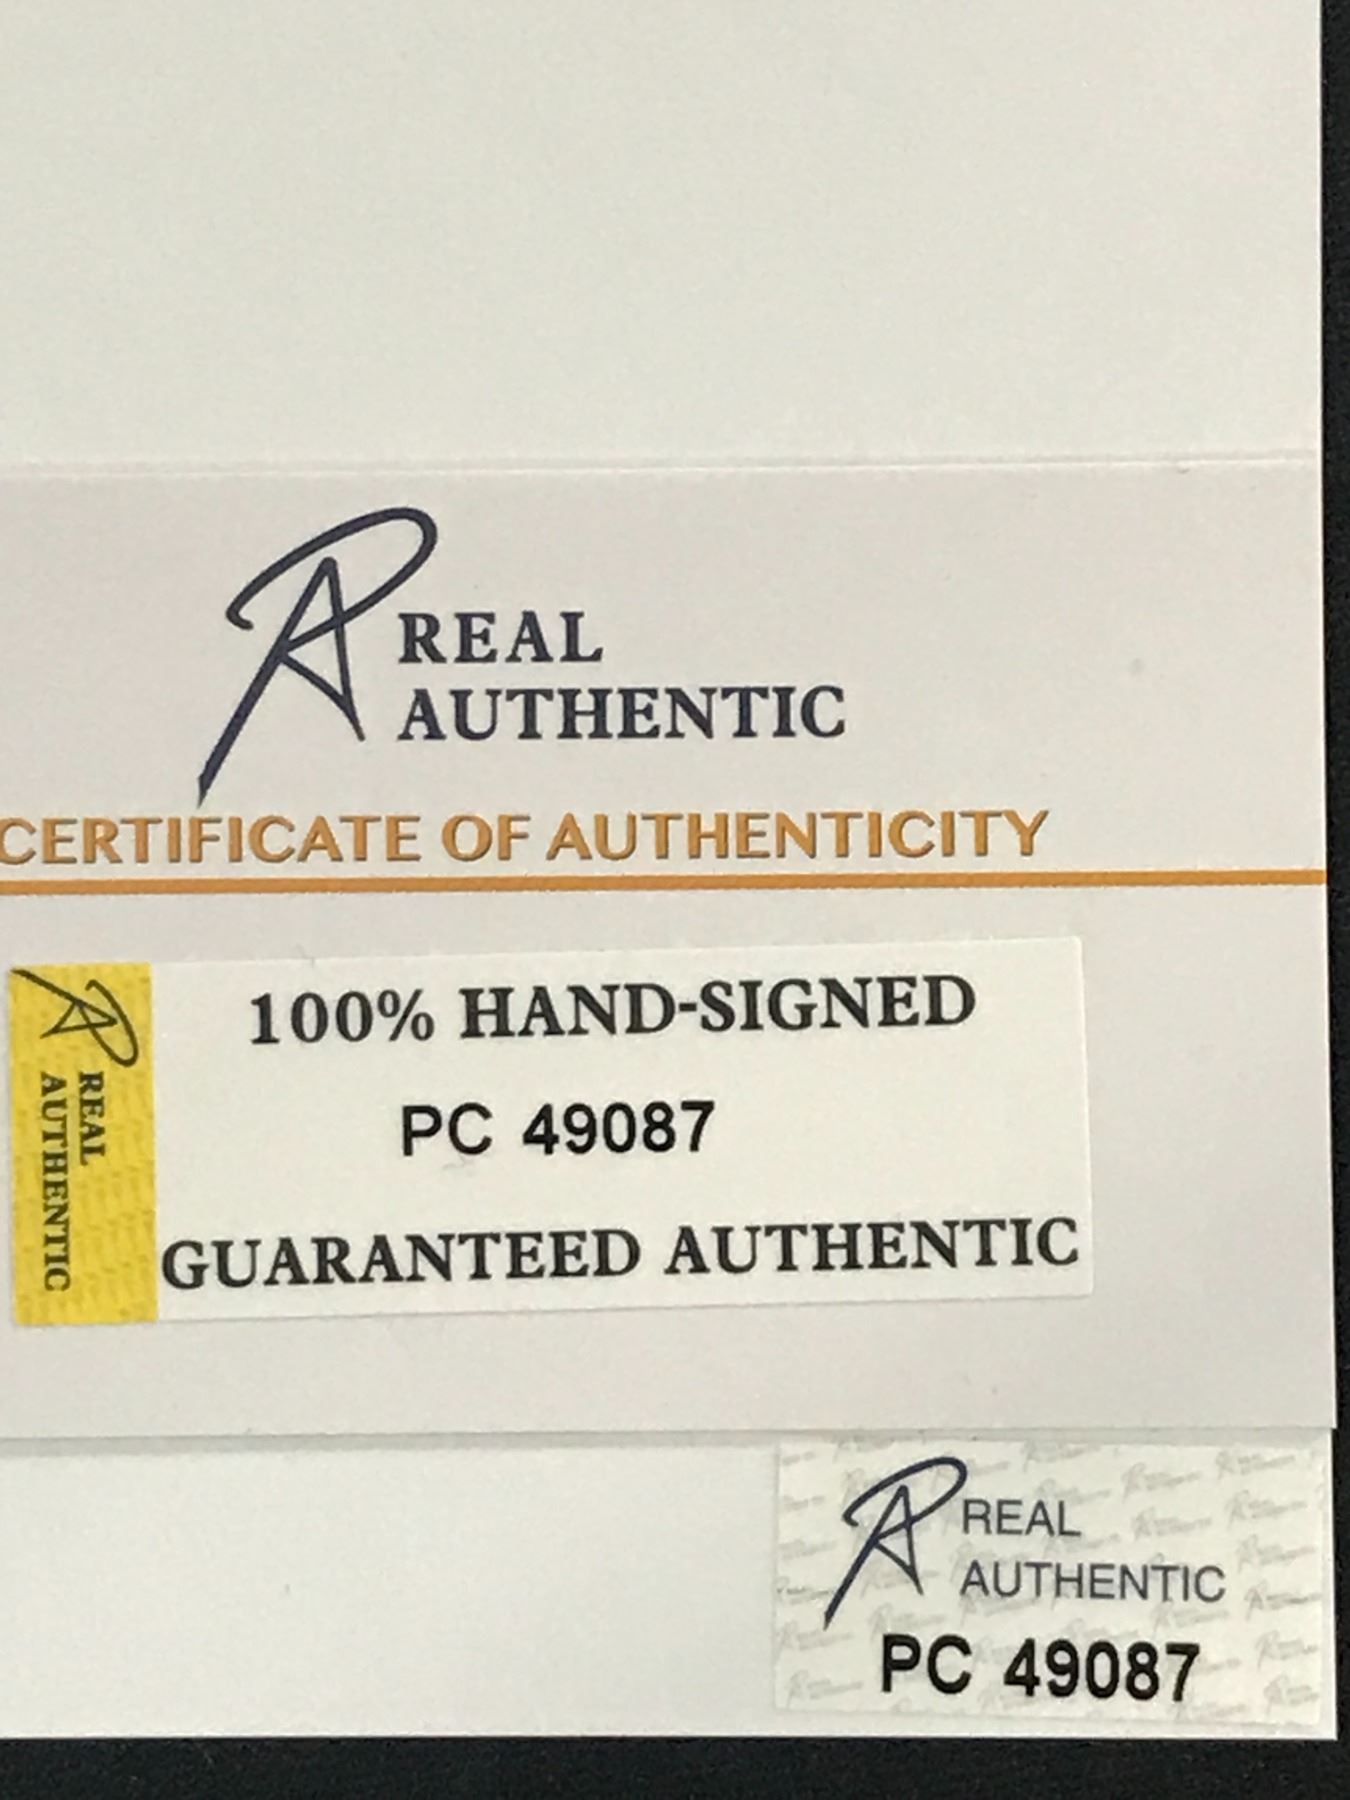 REAL
AUTHENTIC
CERTIFICATE OF AUTHENTICITY
REAL
AUTHENTIC
100% HAND-SIGNED
PC 49087
GUARANTEED AUTHENTIC
REAL
AUTHENTIC
PC 49087